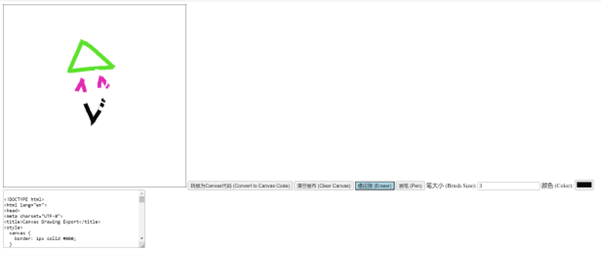 转换为Canvas代码 (Convert to Canvas Code) 清空画布 (Clear Canvas) 橡皮擦 (Eraser) 画笔 (Pen) 笔大小 (Brush Size): 3 颜色 (Color):
<!DOCTYPE html>
<html lang="en">
<head>
<meta charset="UTF-8">
<title>Canvas Drawing Export</title>
<style>
canvas {
border: 1px solid #000;
}